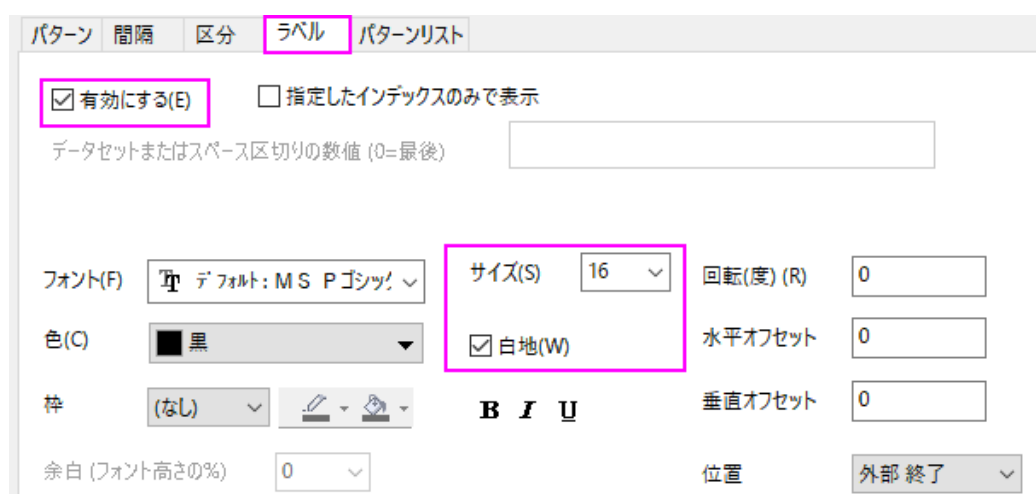 パターン 間隔 区分 ラベル パターンリスト
有効にする(E) 指定したインデックスのみで表示
データセットまたはスペース区切りの数値 (0=最後)
フォント(F) デフォルト: M S Pゴシック サイズ(S) 16 回転(度) (R) 0
色(C) 黒 白地(W) 水平オフセット 0
枠 (なし) B I U 垂直オフセット 0
余白 (フォント高さの%) 0 位置 外部 終了